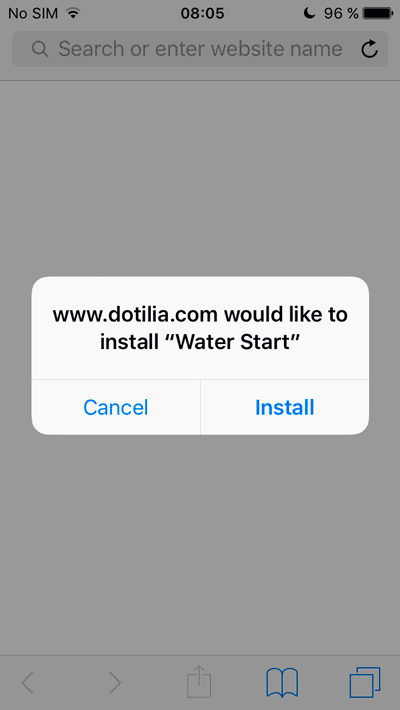 No SIM 08:05 96 %
Search or enter website name
www.dotilia.com would like to
install “Water Start”
Cancel Install